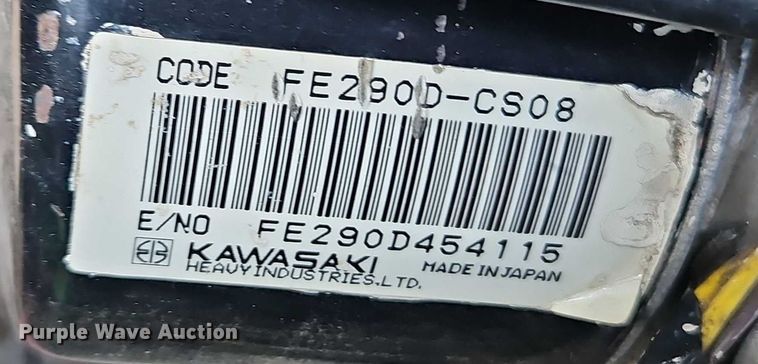 CODE FE290D-CS08
E/NO FE290D454115
KAWASAKI MADE IN JAPAN
HEAVY INDUSTRIES.LTD.
Purple Wave Auction